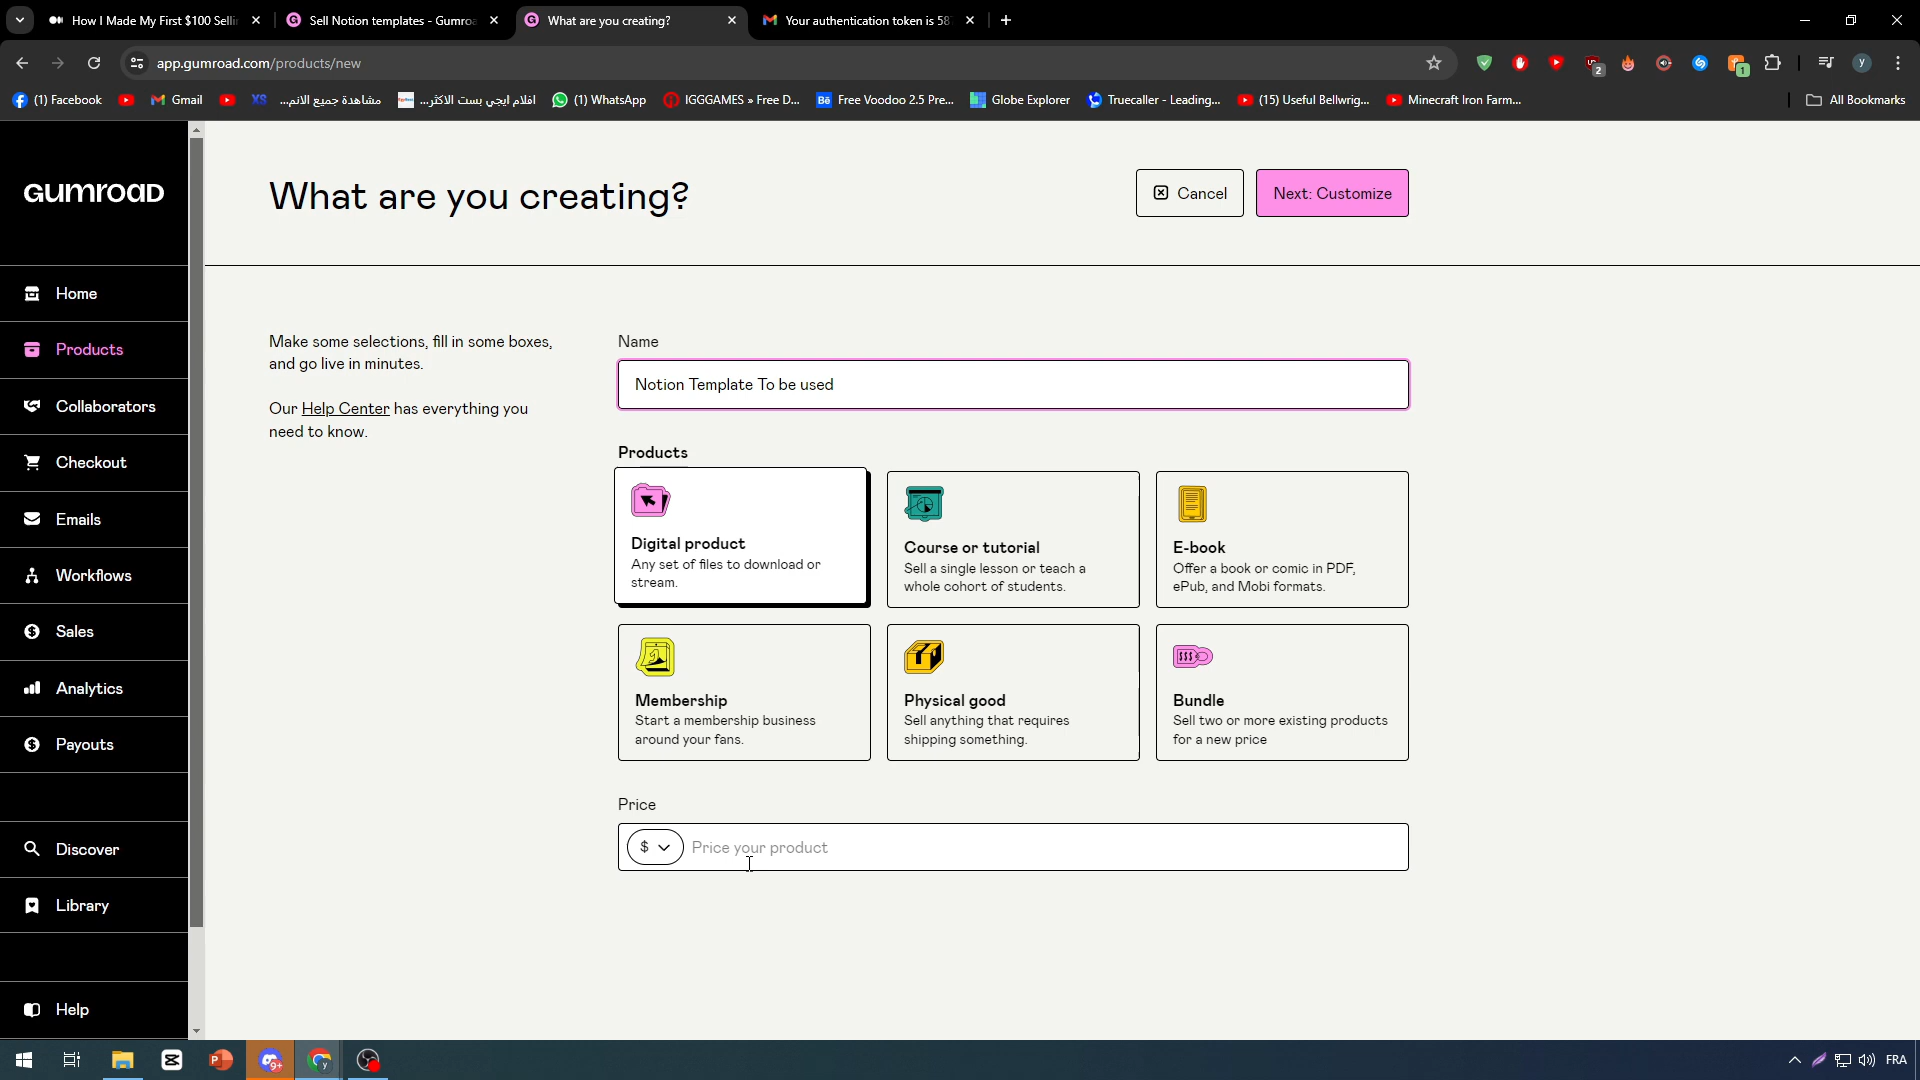 How I Made My First $100 Selli
Sell Notion templates - Gumroa
What are you creating?
Your authentication token is 58
app.gumroad.com/products/new
2
1
y
(1) Facebook
Gmail
XS
مشاهدة جميع الانم...
افلام ايجي بست الاكثر...
(1) WhatsApp
IGGGAMES » Free D...
Bē
Free Voodoo 2.5 Pre...
Globe Explorer
Truecaller - Leading...
(15) Useful Bellwrig...
Minecraft Iron Farm...
All Bookmarks
GUMROAD
Home
Products
Collaborators
Checkout
Emails
Workflows
Sales
Analytics
Payouts
Discover
Library
Help
What are you creating?
Cancel
Next: Customize
Make some selections, fill in some boxes,
and go live in minutes.
Our Help Center has everything you
need to know.
Name
Notion Template To be used
Products
Digital product
Any set of files to download or
stream.
Course or tutorial
Sell a single lesson or teach a
whole cohort of students.
E-book
Offer a book or comic in PDF,
ePub, and Mobi formats.
Membership
Start a membership business
around your fans.
Physical good
Sell anything that requires
shipping something.
Bundle
Sell two or more existing products
for a new price
Price
$
Price your product
9+
FRA